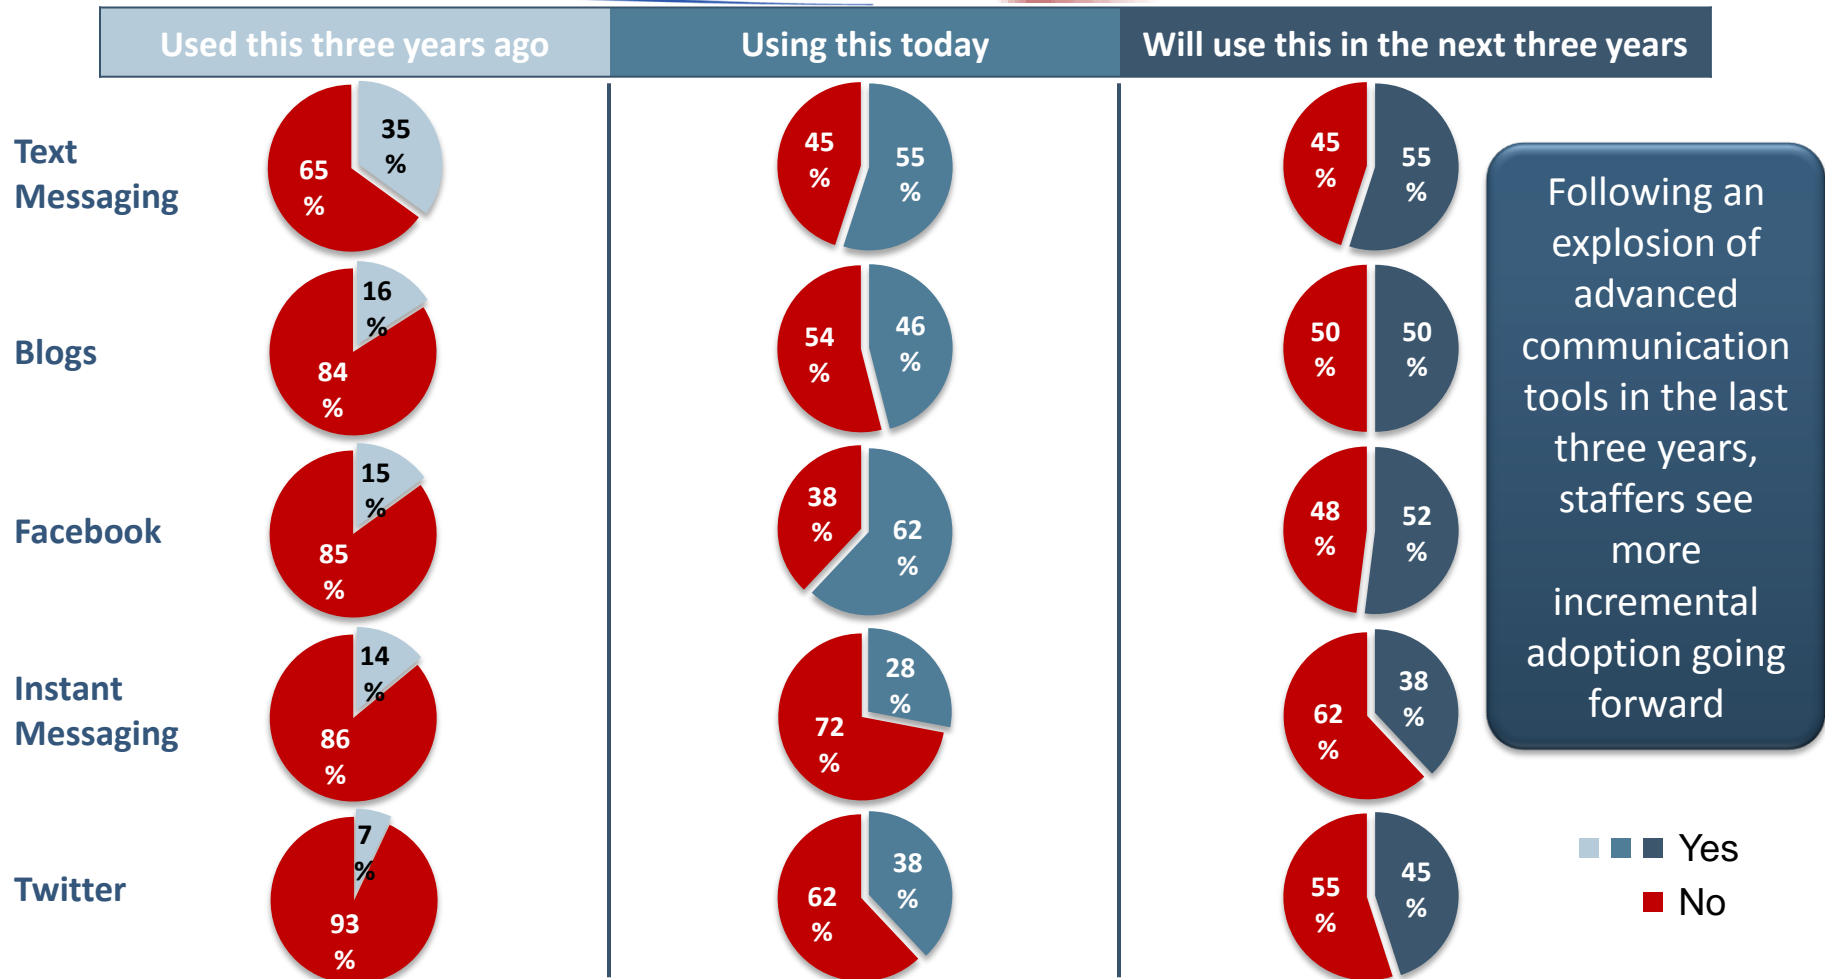 Used this three years ago
Using this today
Will use this in the next three years
Text
Messaging
35
%
65
%
45
%
55
%
45
%
55
%
Blogs
16
%
84
%
54
%
46
%
50
%
50
%
Facebook
15
%
85
%
38
%
62
%
48
%
52
%
Instant
Messaging
14
%
86
%
28
%
72
%
38
%
62
%
Twitter
7
%
93
%
38
%
62
%
45
%
55
%
Following an
explosion of
advanced
communication
tools in the last
three years,
staffers see
more
incremental
adoption going
forward
Yes
No